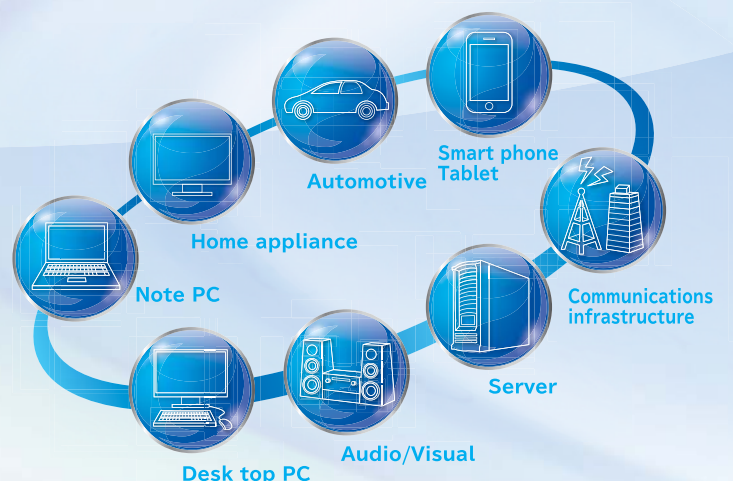 Smart phone
Tablet
Automotive
Home appliance
Note PC
Communications
infrastructure
Server
Audio/Visual
Desk top PC